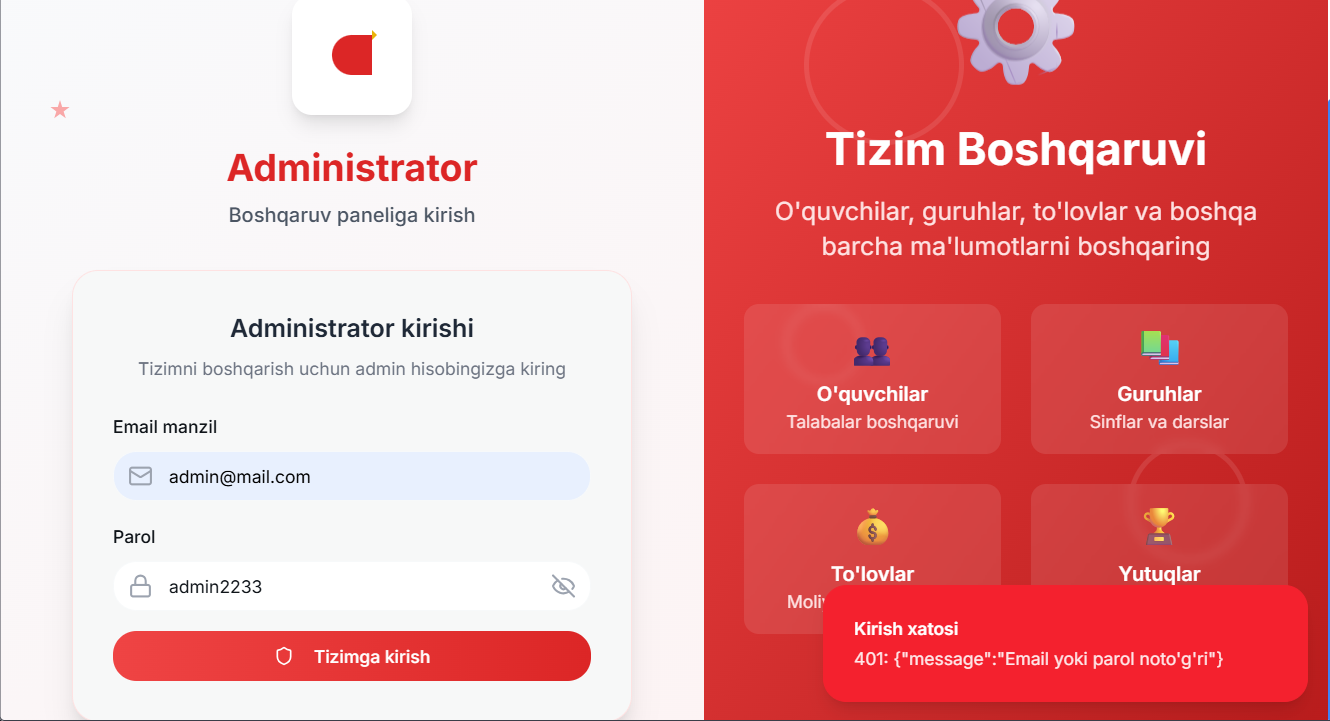 Administrator
Boshqaruv paneliga kirish
Administrator kirishi
Tizimni boshqarish uchun admin hisobingizga kiring
Email manzil
admin@mail.com
Parol
admin2233
Tizimga kirish
Tizim Boshqaruvi
O'quvchilar, guruhlar, to'lovlar va boshqa
barcha ma'lumotlarni boshqaring
O'quvchilar
Talabalar boshqaruvi
Guruhlar
Sinflar va darslar
To'lovlar
Yutuqlar
Kirish xatosi
401: {"message":"Email yoki parol noto'g'ri"}